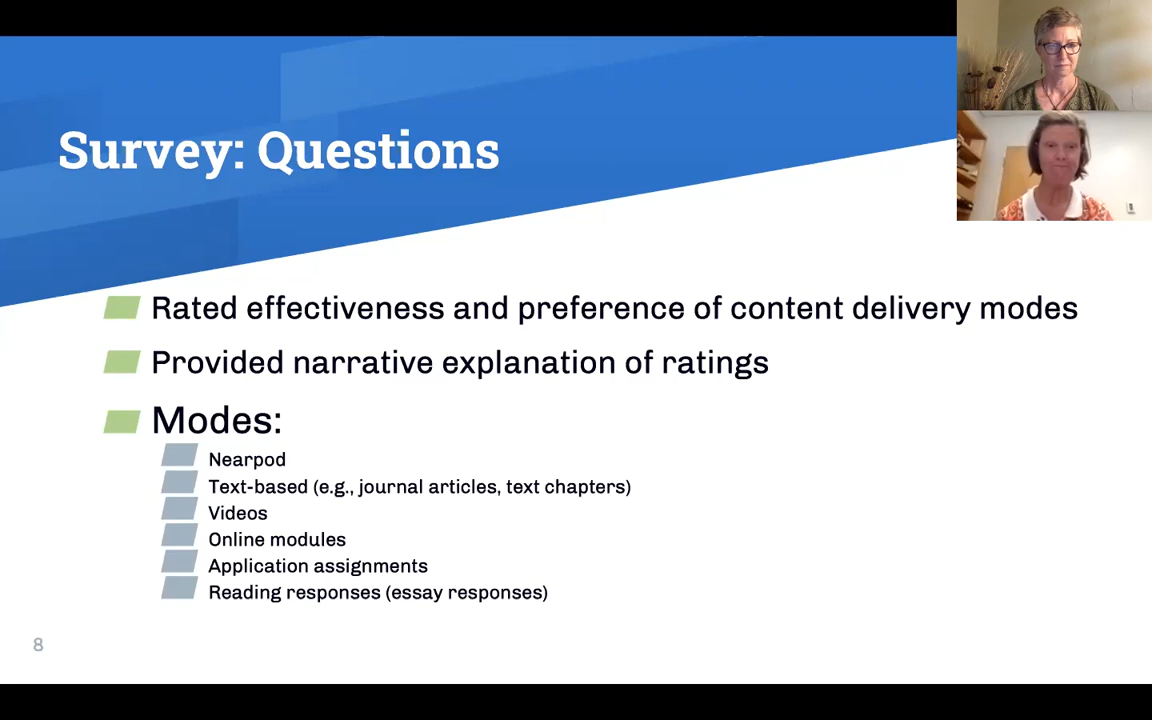 Survey: Questions
Rated effectiveness and preference of content delivery modes
Provided narrative explanation of ratings
Modes:
Nearpod
Text-based (e.g., journal articles, text chapters)
Videos
Online modules
Application assignments
Reading responses (essay responses)
8